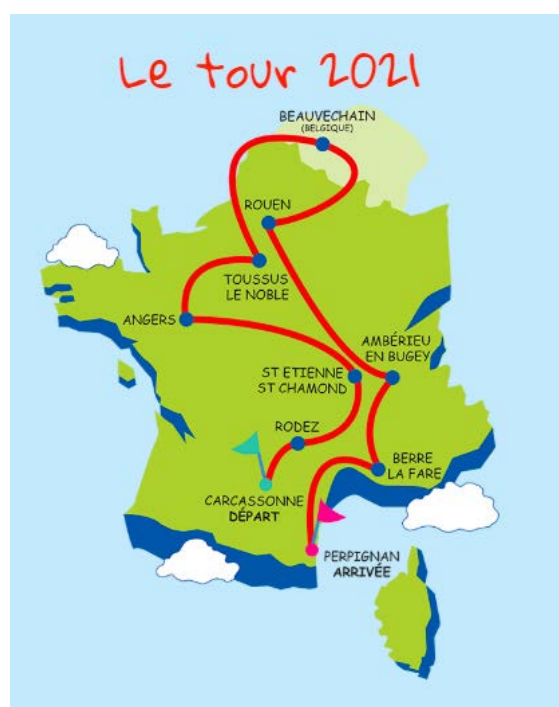 Le tour 2021
BEAUVECHAIN
(BELGIQUE)
ROUEN
TOUSSUS
LE NOBLE
ANGERS
AMBÉRIEU
EN BUGEY
ST ETIENNE
ST CHAMOND
RODEZ
BERRE
LA FARE
CARCASSONNE
DÉPART
PERPIGNAN
ARRIVÉE